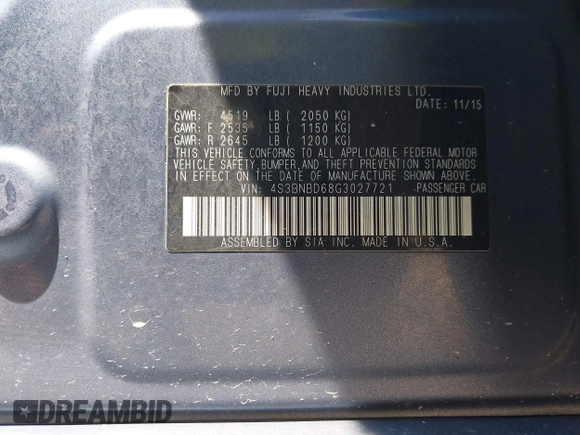 MFD BY FUJI HEAVY INDUSTRIES LTD.
DATE: 11/15
GVWR: 4519 LB ( 2050 KG)
GAWR: F 2535 LB ( 1150 KG)
GAWR: R 2645 LB ( 1200 KG)
THIS VEHICLE CONFORMS TO ALL APPLICABLE FEDERAL MOTOR
VEHICLE SAFETY, BUMPER, AND THEFT PREVENTION STANDARDS
IN EFFECT ON THE DATE OF MANUFACTURE SHOWN ABOVE.
VIN: 4S3BNBD68G3027721 PASSENGER CAR
ASSEMBLED BY SIA INC. MADE IN U.S.A.
DREAMBID